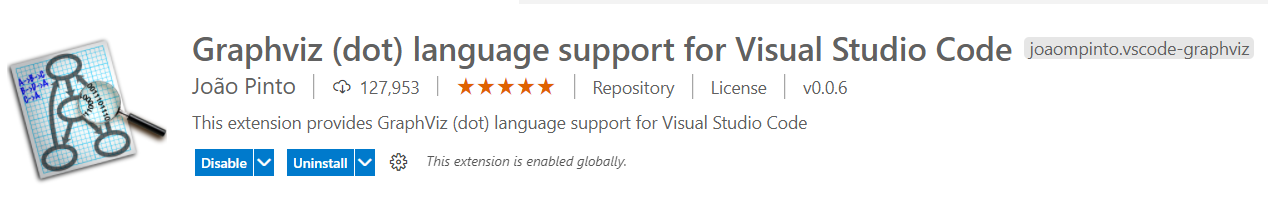 Graphviz (dot) language support for Visual Studio Code joaompinto.vscode-graphviz
João Pinto 127,953 Repository License v0.0.6
This extension provides GraphViz (dot) language support for Visual Studio Code
Disable Uninstall This extension is enabled globally.